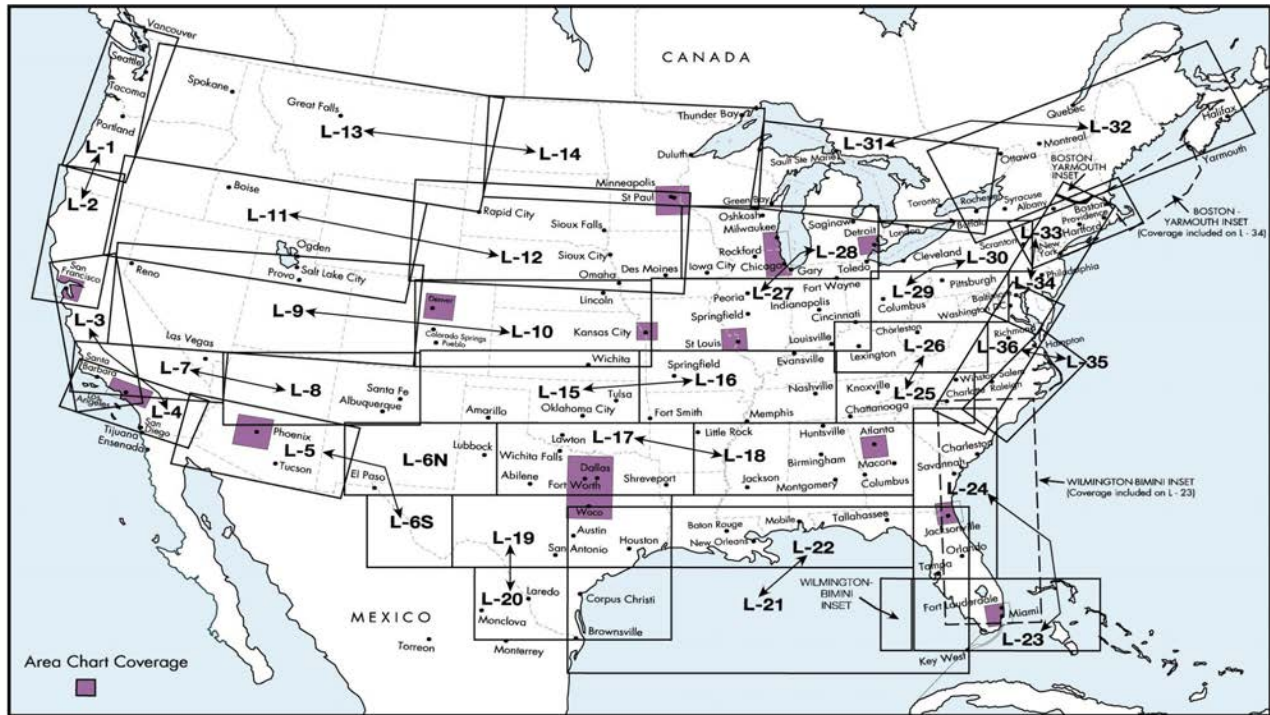 Vancouver
Seattle
Tacoma
Portland
L-1
L-2
Spokane
Great Falls
L-13
L-14
CANADA
Thunder Bay
Duluth
Sault Ste Marie
L-31
L-32
Quebec
Halifax
Montreal
Ottawa
Yarmouth
BOSTON
YARMOUTH
INSET
BOSTON -
YARMOUTH INSET
(Coverage included on L - 34)
Minneapolis
St Paul
Green Bay
Oshkosh
Milwaukee
Rockford
Chicago
Saginaw
Detroit
London
Toronto
Rochester
Buffalo
Syracuse
Albany
Boston
Providence
Hartford
L-33
New
York
Scranton
Boise
L-11
Rapid City
Sioux Falls
Sioux City
L-12
Omaha
Des Moines
Iowa City
L-28
Gary
Toledo
Cleveland
L-30
L-27
Fort Wayne
Pittsburgh
L-29
Columbus
L-34
Philadelphia
Baltimore
Washington DC
Ogden
Salt Lake City
Provo
Reno
San
Francisco
L-3
L-9
Denver
Colorado Springs
Pueblo
L-10
Lincoln
Kansas City
Peoria
Springfield
St Louis
Indianapolis
Cincinnati
Louisville
Evansville
Lexington
Charleston
L-26
L-25
Richmond
Hampton
L-36
L-35
Winston Salem
Raleigh
Charlotte
Las Vegas
L-7
L-8
Santa
Barbara
Los
Angeles
L-4
San
Diego
Tijuana
Ensenada
Santa Fe
Albuquerque
Amarillo
Wichita
L-15
L-16
Springfield
Tulsa
Oklahoma City
Fort Smith
Memphis
Nashville
Knoxville
Chattanooga
Phoenix
L-5
Tucson
El Paso
L-6N
Lubbock
L-6S
Lawton
L-17
Wichita Falls
Abilene
Dallas
Fort Worth
Waco
Shreveport
Little Rock
L-18
Jackson
Huntsville
Birmingham
Montgomery
Atlanta
Macon
Columbus
Charleston
Savannah
L-24
WILMINGTON-BIMINI INSET
(Coverage included on L - 23)
L-19
Austin
San Antonio
Houston
Baton Rouge
New Orleans
Mobile
Tallahassee
Jacksonville
L-22
L-21
Orlando
Tampa
WILMINGTON-
BIMINI
INSET
Fort Lauderdale
Miami
L-23
Key West
L-20
Laredo
Monclova
Corpus Christi
Brownsville
Monterrey
MEXICO
Torreon
Area Chart Coverage